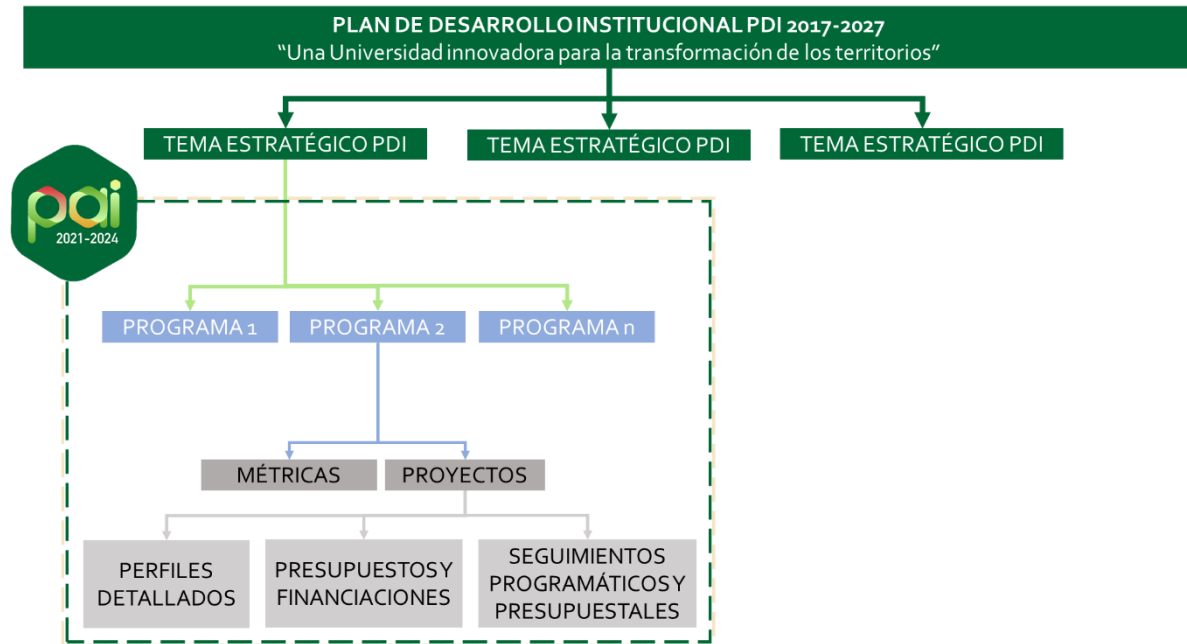 PLAN DE DESARROLLO INSTITUCIONAL PDI 2017-2027
“Una Universidad innovadora para la transformación de los territorios”
TEMA ESTRATÉGICO PDI
TEMA ESTRATÉGICO PDI
TEMA ESTRATÉGICO PDI
pai
2021-2024
PROGRAMA 1
PROGRAMA 2
PROGRAMA n
MÉTRICAS
PROYECTOS
PERFILES
DETALLADOS
PRESUPUESTOS Y
FINANCIACIONES
SEGUIMIENTOS
PROGRAMÁTICOS Y
PRESUPUESTALES